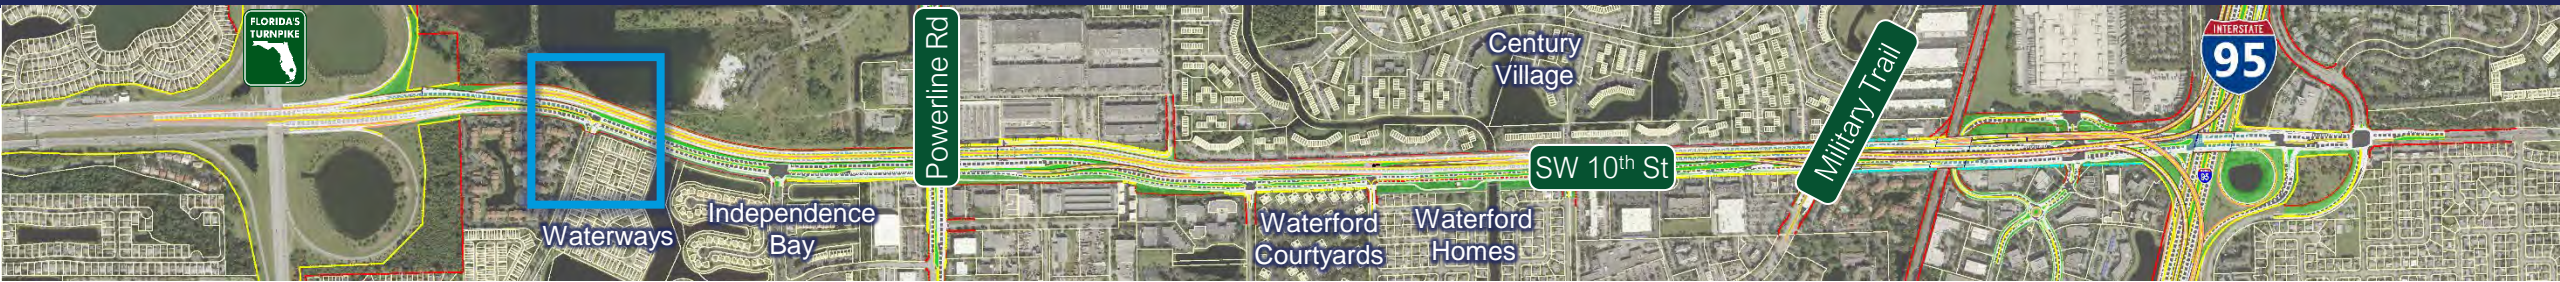 FLORIDA'S
TURNPIKE
Waterways
Independence
Bay
Powerline Rd
Waterford
Courtyards
Waterford
Homes
Century
Village
SW 10th St
Military Trail
INTERSTATE
95
95